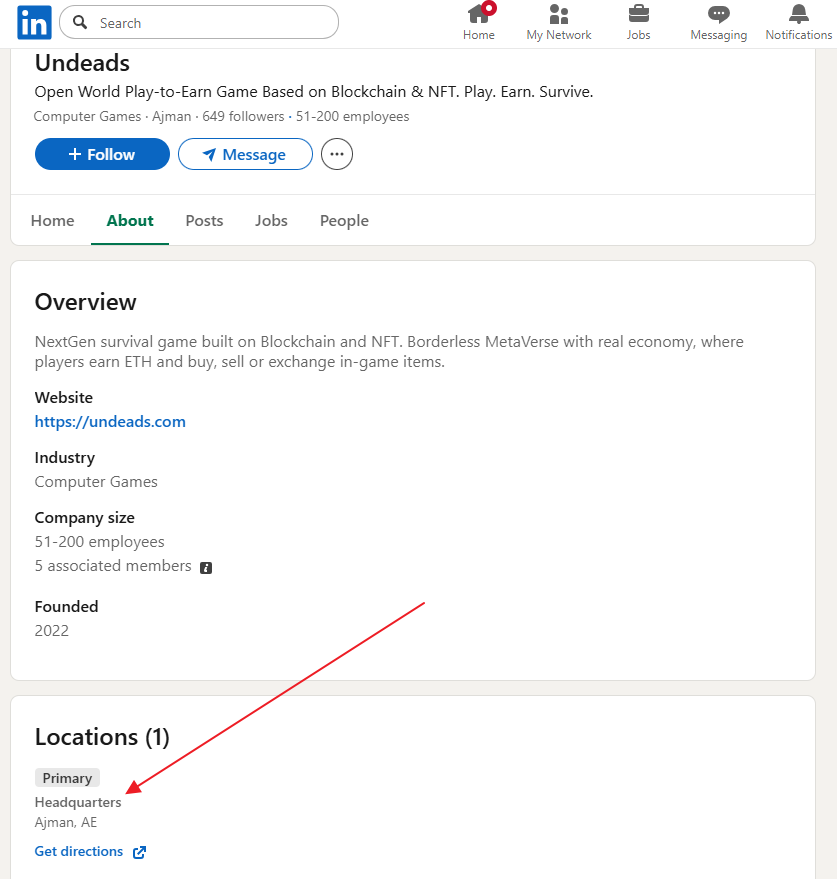 in
Search
Home
My Network
Jobs
Messaging
Notifications
Undeads
Open World Play-to-Earn Game Based on Blockchain & NFT. Play. Earn. Survive.
Computer Games · Ajman · 649 followers · 51-200 employees
+ Follow
Message
Home
About
Posts
Jobs
People
Overview
NextGen survival game built on Blockchain and NFT. Borderless MetaVerse with real economy, where
players earn ETH and buy, sell or exchange in-game items.
Website
https://undeads.com
Industry
Computer Games
Company size
51-200 employees
5 associated members
Founded
2022
Locations (1)
Primary
Headquarters
Ajman, AE
Get directions